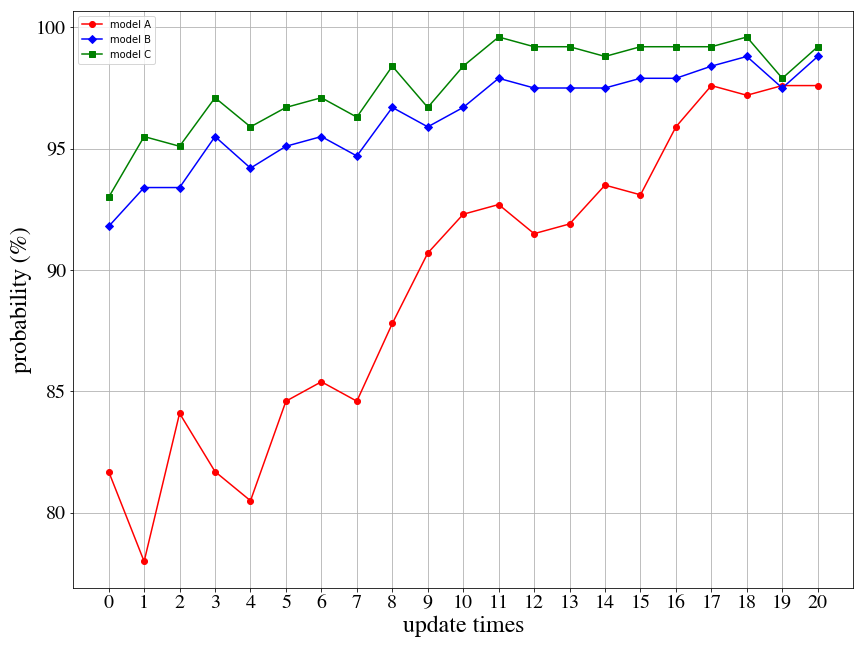 model A
model B
model C
100
95
90
85
80
probability (%)
0 1 2 3 4 5 6 7 8 9 10 11 12 13 14 15 16 17 18 19 20
update times